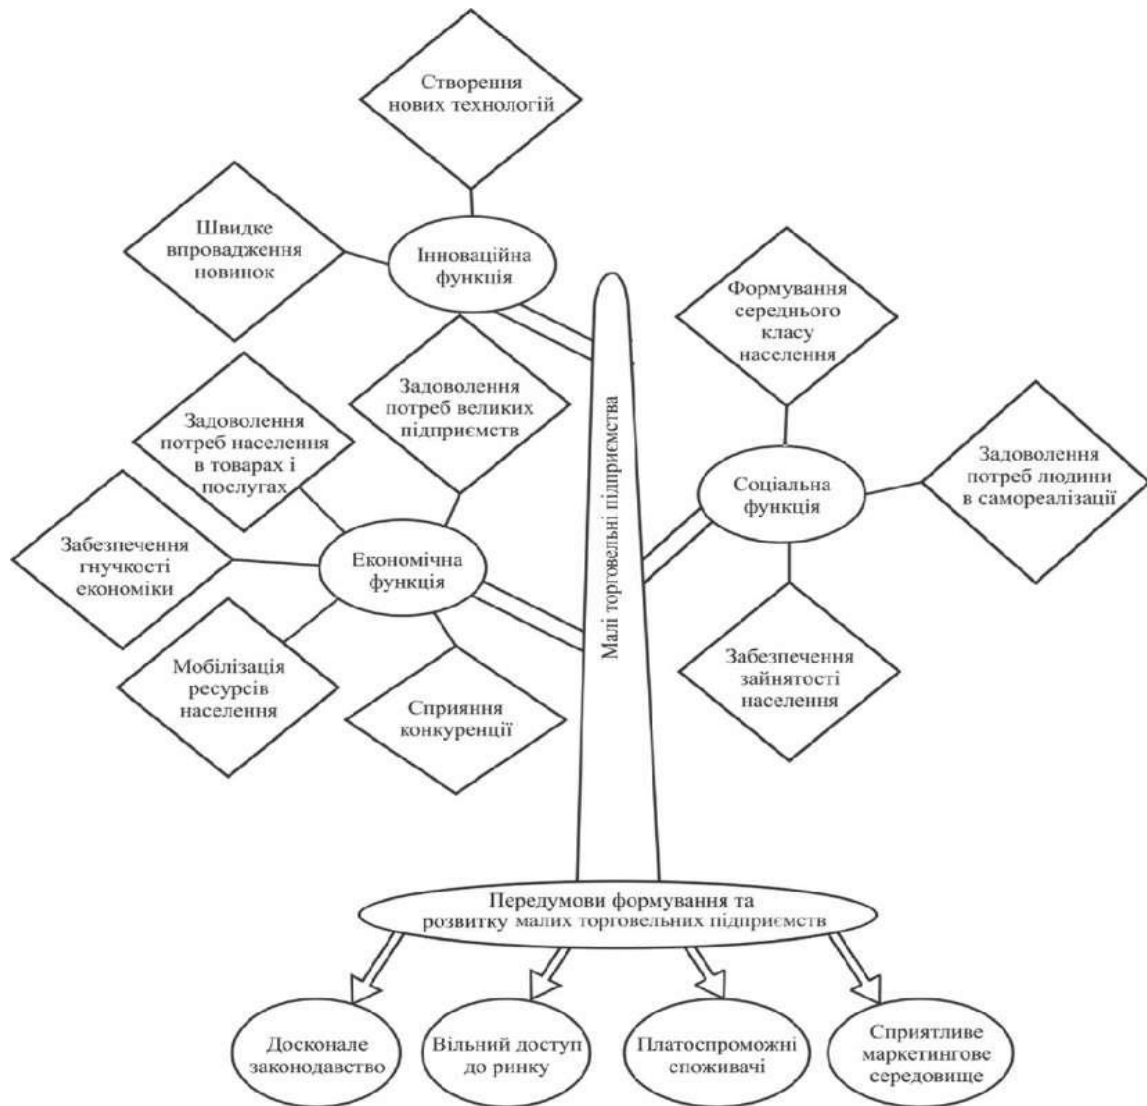 Створення
нових технологій
Швидке
впровадження
новинок
Інноваційна
функція
Формування
середнього
класу
населення
Задоволення
потреб великих
підприємств
Задоволення
потреб населення
в товарах і
послугах
Малі торговельні підприємства
Соціальна
функція
Задоволення
потреб людини
в самореалізації
Забезпечення
гнучкості
економіки
Економічна
функція
Мобілізація
ресурсів
населення
Сприяння
конкуренції
Забезпечення
зайнятості
населення
Передумови формування та
розвитку малих торговельних підприємств
Досконале
законодавство
Вільний доступ
до ринку
Платоспроможні
споживачі
Сприятливе
маркетингове
середовище